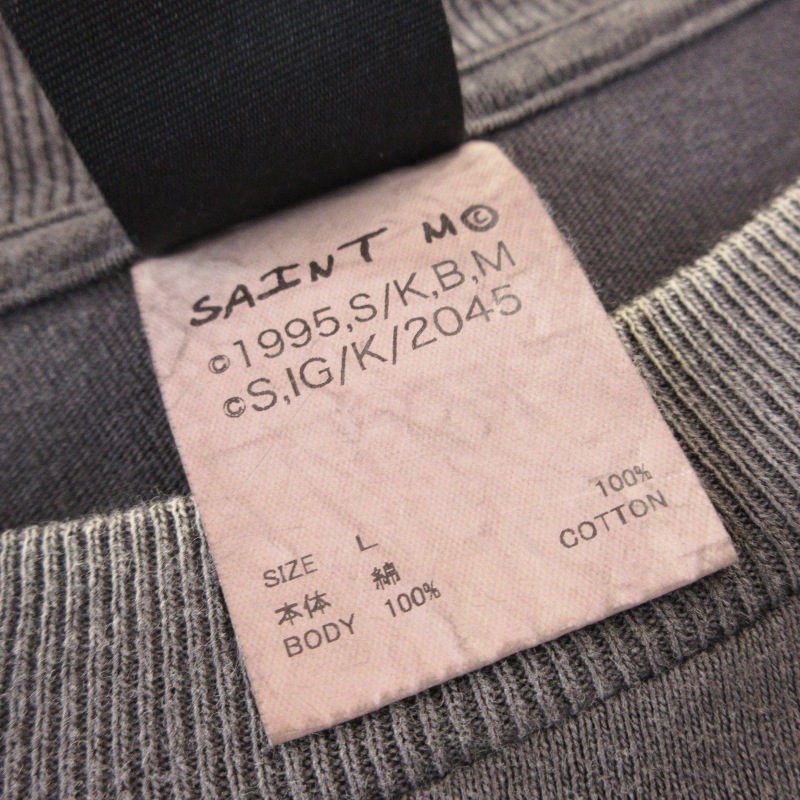 SAINT M©
©1995,S/K,B,M
©S,IG/K/2045
100%
COTTON
SIZE L
本体 綿
BODY 100%